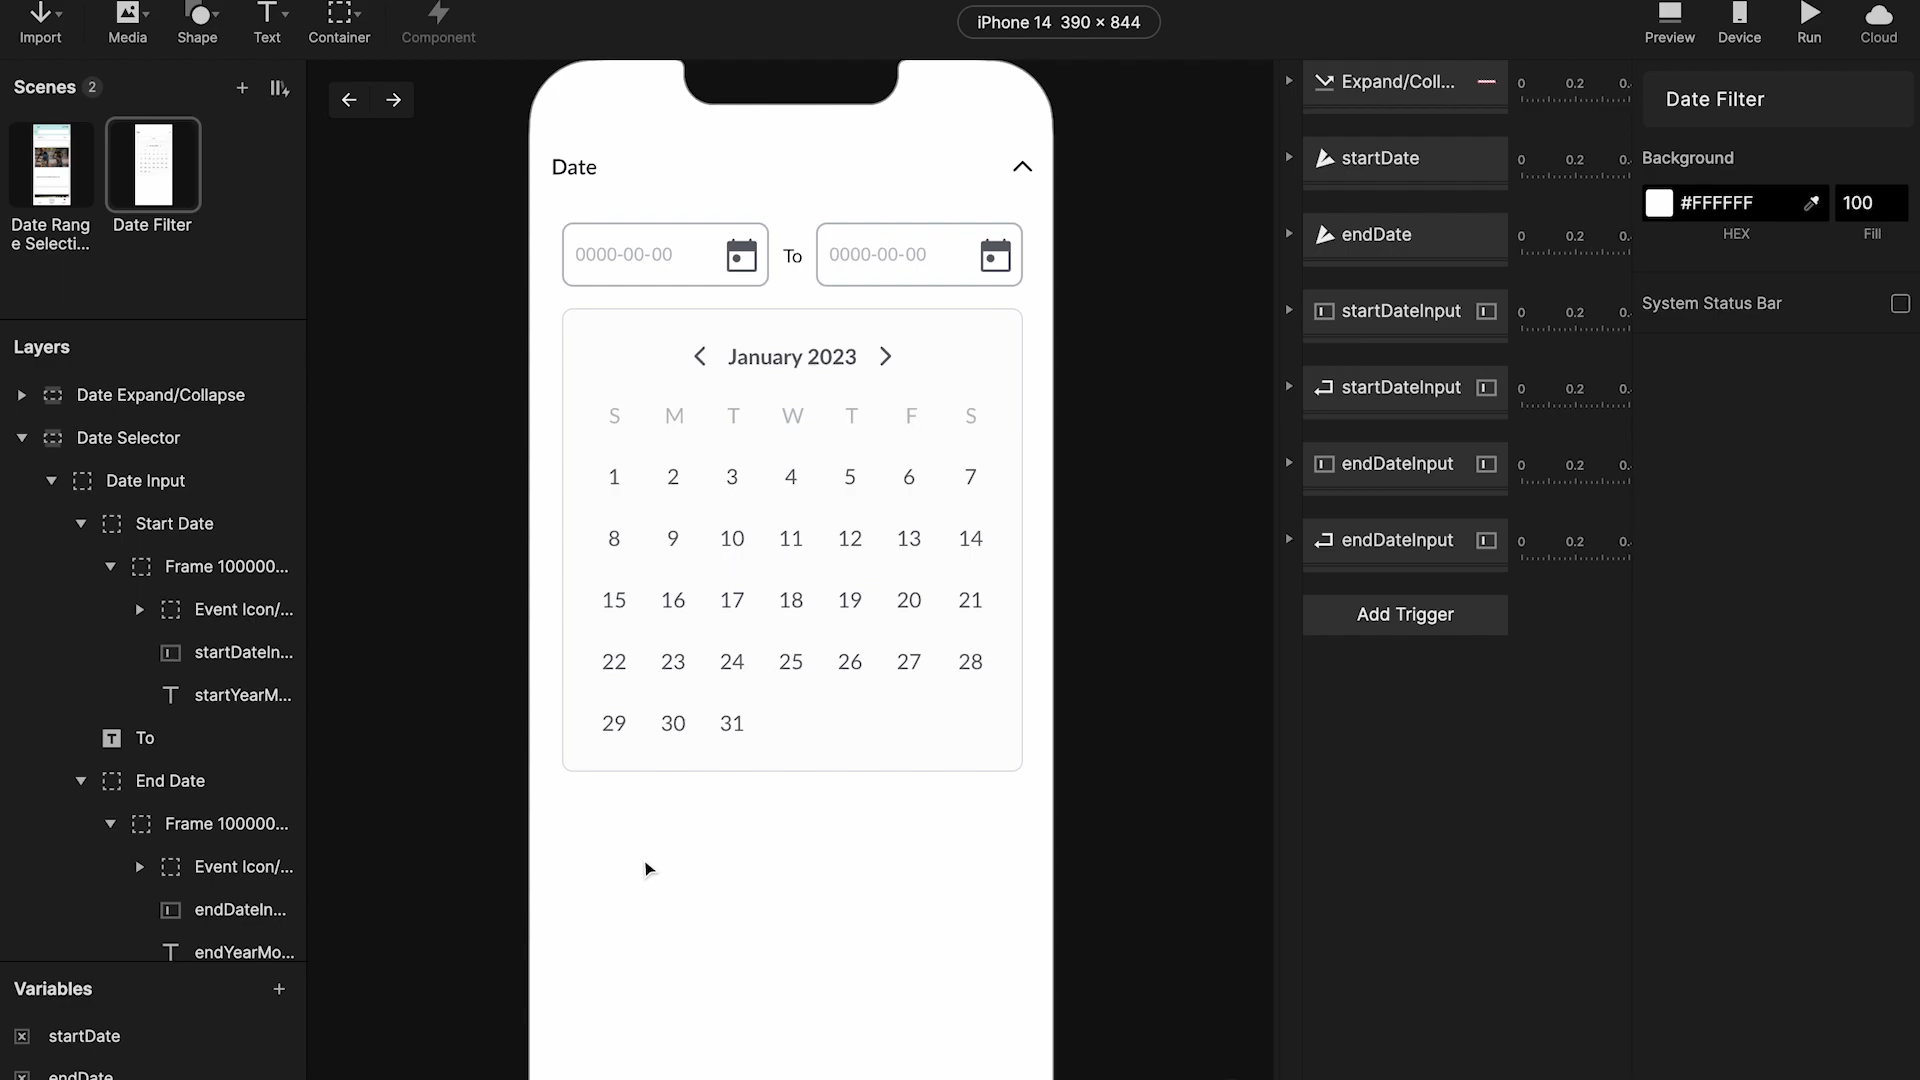 Import
Media
Shape
Text
Container
Component
iPhone 14 390 × 844
Preview
Device
Run
Cloud
Scenes 2
Date Rang
e Selecti...
Date Filter
Layers
Date Expand/Collapse
Date Selector
Date Input
Start Date
Frame 100000...
Event Icon/...
startDateIn...
startYearM...
To
End Date
Frame 100000...
Event Icon/...
endDateIn...
endYearMo...
Variables
startDate
endDate
Date
0000-00-00
To
0000-00-00
January 2023
S M T W T F S
1 2 3 4 5 6 7
8 9 10 11 12 13 14
15 16 17 18 19 20 21
22 23 24 25 26 27 28
29 30 31
Expand/Coll... 0 0.2 0.
startDate 0 0.2 0.
endDate 0 0.2 0.
startDateInput 0 0.2 0.
startDateInput 0 0.2 0.
endDateInput 0 0.2 0.
endDateInput 0 0.2 0.
Add Trigger
Date Filter
Background
#FFFFFF 100
HEX Fill
System Status Bar